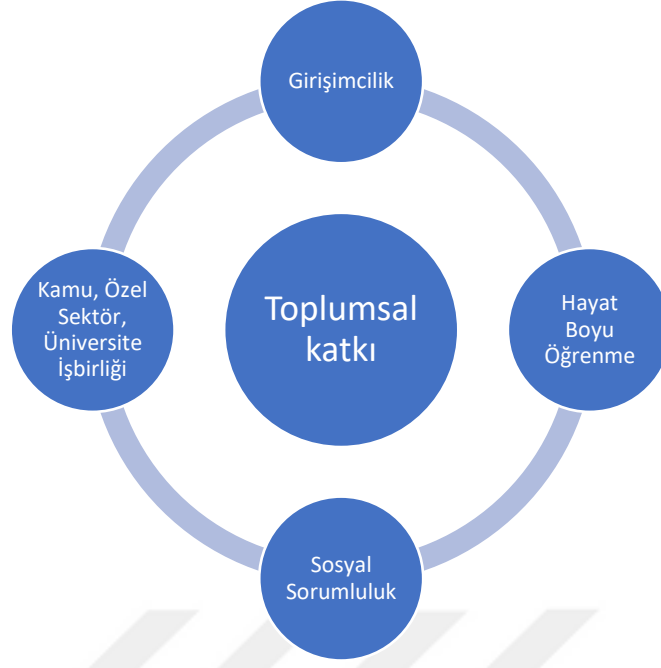 Girişimcilik
Kamu, Özel
Sektör,
Üniversite
İşbirliği
Toplumsal
katkı
Hayat
Boyu
Öğrenme
Sosyal
Sorumluluk